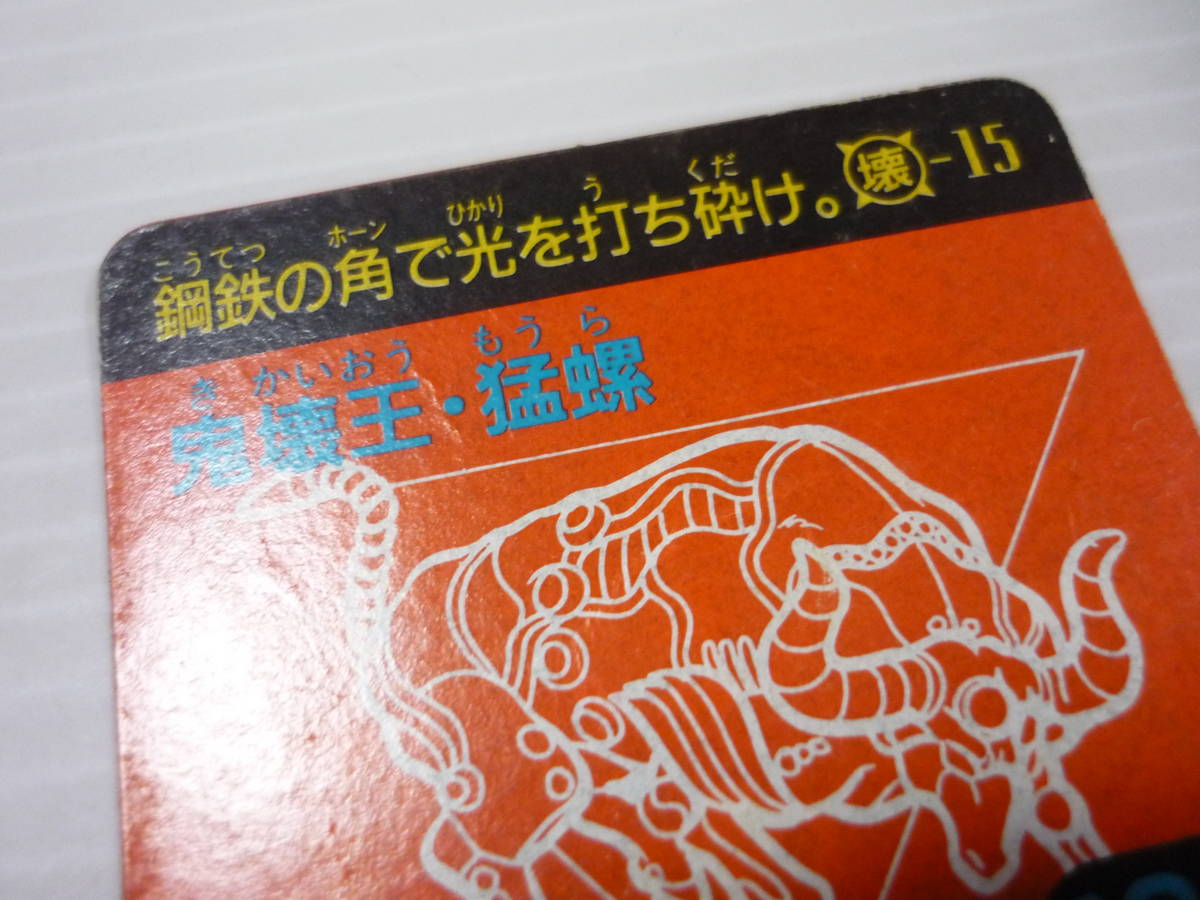 こうてつ ホーン ひかり う くだ
鋼鉄の角で光を打ち砕け。壊-15
き かいおう もう ら
鬼壊王・猛螺